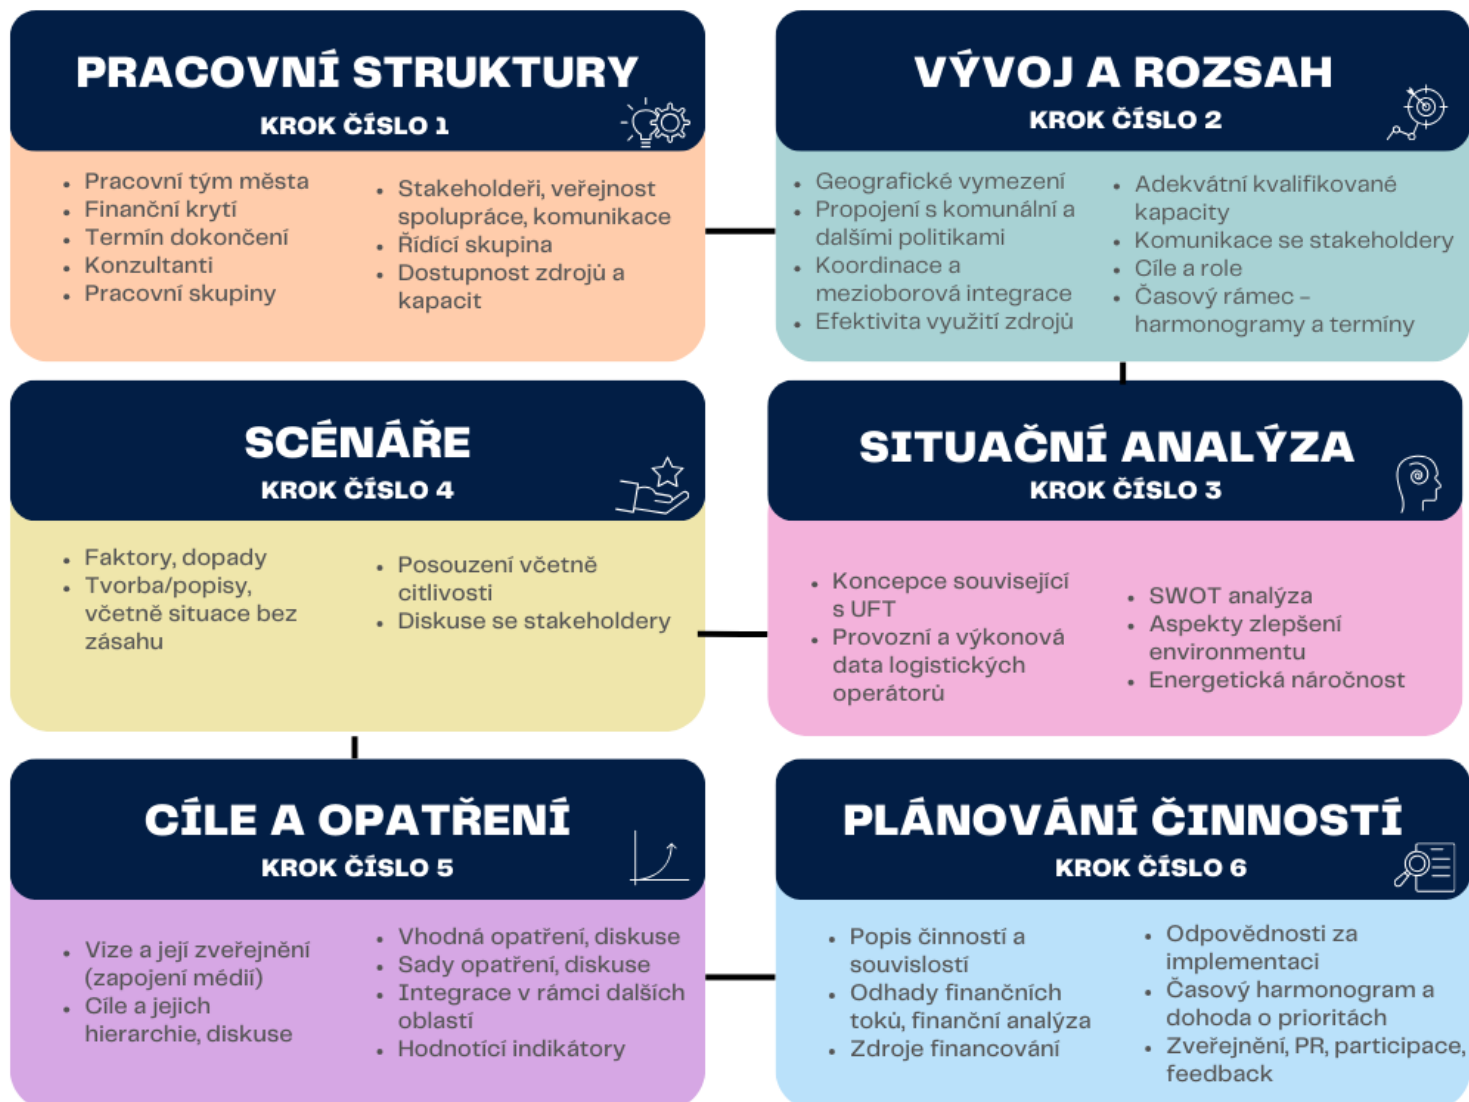 PRACOVNÍ STRUKTURY
KROK ČÍSLO 1
• Pracovní tým města
• Finanční krytí
• Termín dokončení
• Konzultanti
• Pracovní skupiny
• Stakeholdeři, veřejnost
spolupráce, komunikace
• Řídící skupina
• Dostupnost zdrojů a
kapacit
VÝVOJ A ROZSAH
KROK ČÍSLO 2
• Geografické vymezení
• Propojení s komunální a
dalšími politikami
• Koordinace a
mezioborová integrace
• Efektivita využití zdrojů
• Adekvátní kvalifikované
kapacity
• Komunikace se stakeholdery
• Cíle a role
• Časový rámec –
harmonogramy a termíny
SITUAČNÍ ANALÝZA
KROK ČÍSLO 3
• Koncepce související
s UFT
• Provozní a výkonová
data logistických
operátorů
• SWOT analýza
• Aspekty zlepšení
environmentu
• Energetická náročnost
SCÉNÁŘE
KROK ČÍSLO 4
• Faktory, dopady
• Tvorba/popisy,
včetně situace bez
zásahu
• Posouzení včetně
citlivosti
• Diskuse se stakeholdery
CÍLE A OPATŘENÍ
KROK ČÍSLO 5
• Vize a její zveřejnění
(zapojení médií)
• Cíle a jejich
hierarchie, diskuse
• Vhodná opatření, diskuse
• Sady opatření, diskuse
• Integrace v rámci dalších
oblastí
• Hodnotící indikátory
PLÁNOVÁNÍ ČINNOSTÍ
KROK ČÍSLO 6
• Popis činností a
souvislostí
• Odhady finančních
toků, finanční analýza
• Zdroje financování
• Odpovědnosti za
implementaci
• Časový harmonogram a
dohoda o prioritách
• Zveřejnění, PR, participace,
feedback